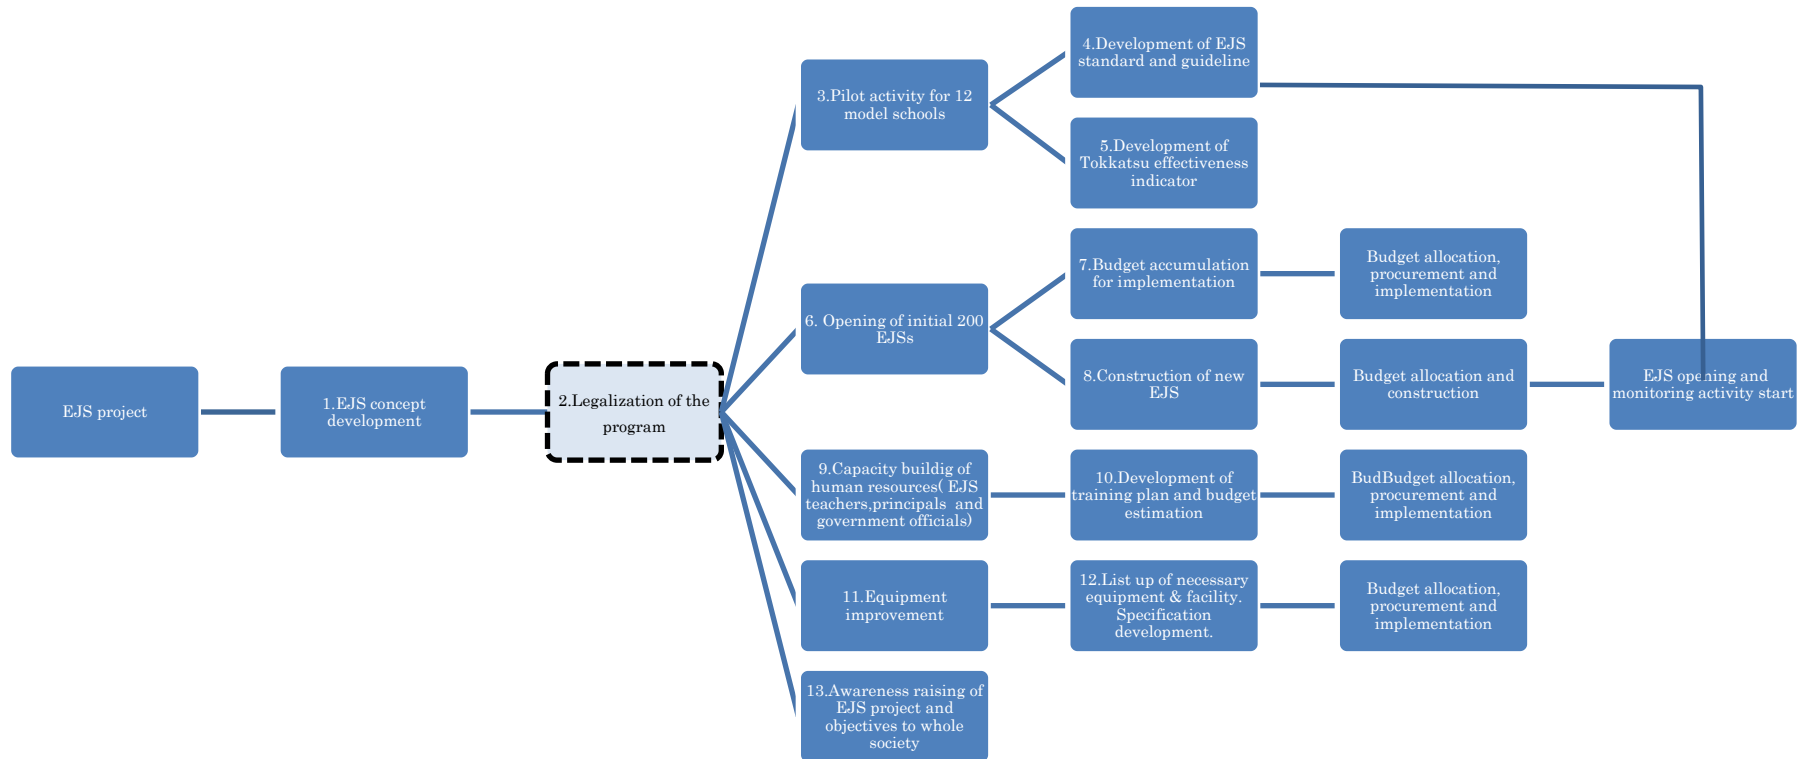 EJS project
1.EJS concept
development
2.Legalization of the
program
3.Pilot activity for 12
model schools
4.Development of EJS
standard and guideline
5.Development of
Tokkatsu effectiveness
indicator
6. Opening of initial 200
EJSs
7.Budget accumulation
for implementation
Budget allocation,
procurement and
implementation
8.Construction of new
EJS
Budget allocation and
construction
EJS opening and
monitoring activity start
9.Capacity buildig of
human resources( EJS
teachers,principals  and
government officials)
10.Development of
training plan and budget
estimation
BudBudget allocation,
procurement and
implementation
11.Equipment
improvement
12.List up of necessary
equipment & facility.
Specification
development.
Budget allocation,
procurement and
implementation
13.Awareness raising of
EJS project and
objectives to whole
society